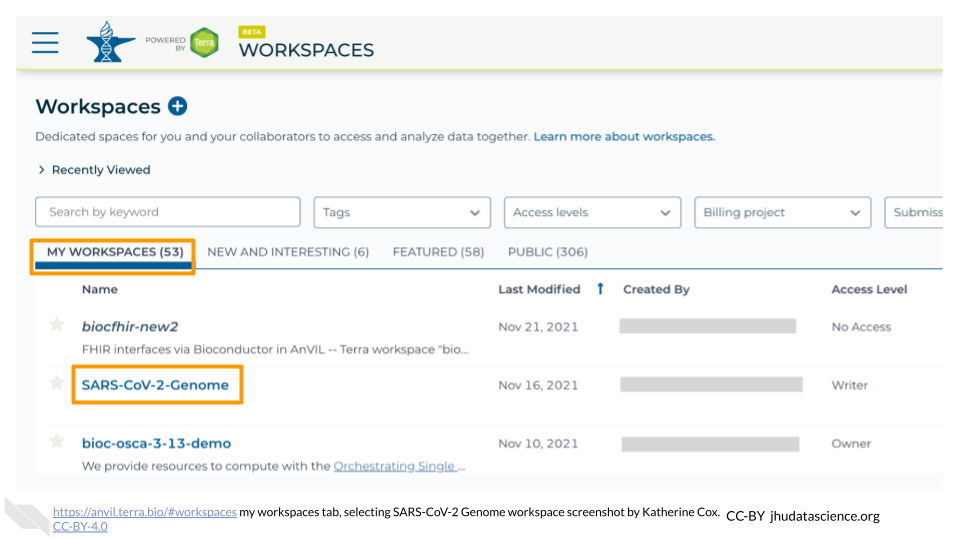 POWERED
BY
Terra
BETA
WORKSPACES
Workspaces
Dedicated spaces for you and your collaborators to access and analyze data together. Learn more about workspaces.
Recently Viewed
Search by keyword
Tags
Access levels
Billing project
Submiss
MY WORKSPACES (53) NEW AND INTERESTING (6) FEATURED (58) PUBLIC (306)
Name Last Modified Created By Access Level
biocfhir-new2 Nov 21, 2021 No Access
FHIR interfaces via Bioconductor in AnVIL -- Terra workspace "bio...
SARS-CoV-2-Genome Nov 16, 2021 Writer
bioc-osca-3-13-demo Nov 10, 2021 Owner
We provide resources to compute with the Orchestrating Single ...
https://anvil.terra.bio/#workspaces my workspaces tab, selecting SARS-CoV-2 Genome workspace screenshot by Katherine Cox.
CC-BY-4.0
CC-BY jhudatascience.org